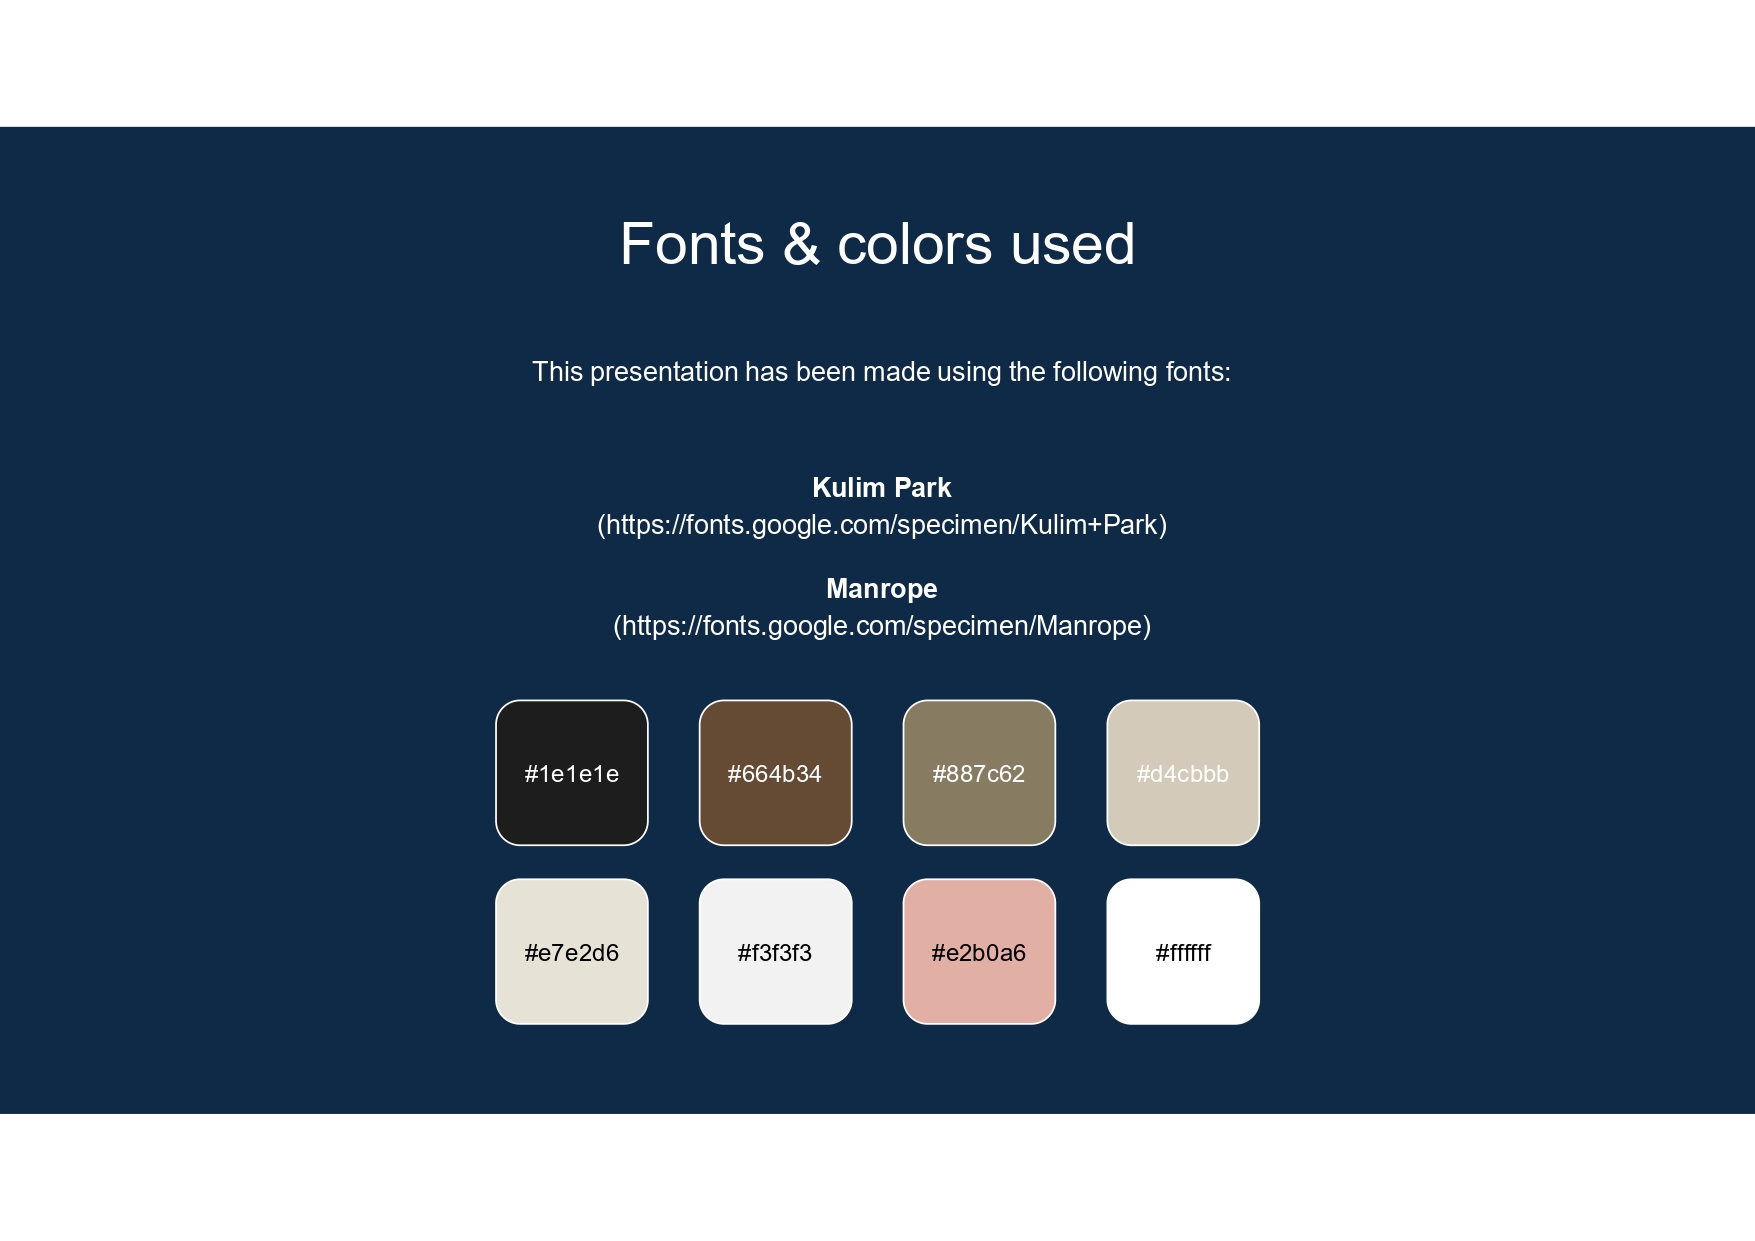 Fonts & colors used
This presentation has been made using the following fonts:
Kulim Park
(https://fonts.google.com/specimen/Kulim+Park)
Manrope
(https://fonts.google.com/specimen/Manrope)
#1e1e1e #664b34 #887c62 #d4cbbb
#e7e2d6 #f3f3f3 #e2b0a6 #ffffff